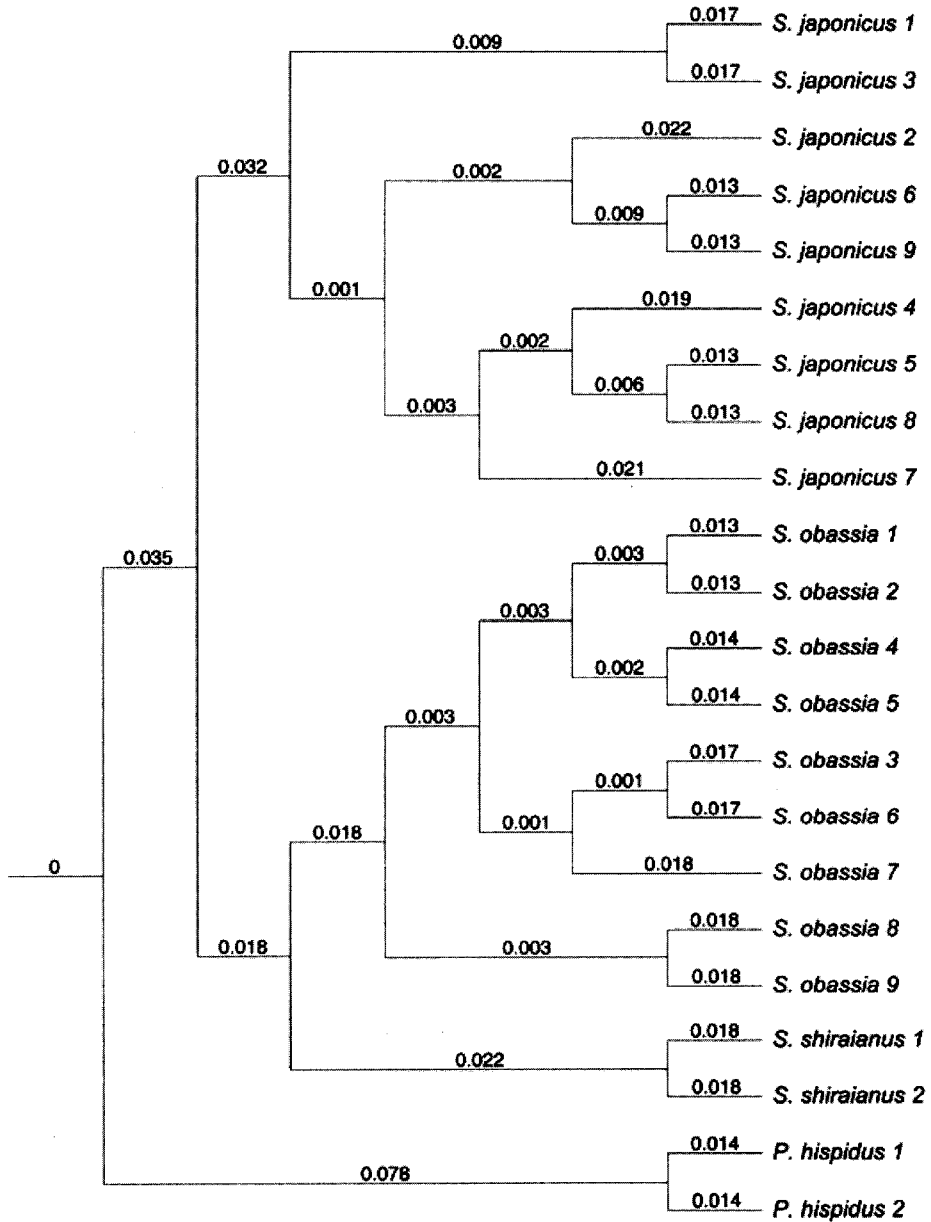 0.017 S. japonicus 1
0.009
0.017 S. japonicus 3
0.022 S. japonicus 2
0.032
0.002
0.013 S. japonicus 6
0.009
0.013 S. japonicus 9
0.001
0.019 S. japonicus 4
0.002
0.013 S. japonicus 5
0.006
0.003
0.013 S. japonicus 8
0.021 S. japonicus 7
0.013 S. obassia 1
0.035
0.003
0.013 S. obassia 2
0.003
0.014 S. obassia 4
0.002
0.014 S. obassia 5
0.003
0.017 S. obassia 3
0.001
0.017 S. obassia 6
0.018
0.001
0
0.018 S. obassia 7
0.018 S. obassia 8
0.018
0.003
0.018 S. obassia 9
0.018 S. shiraianus 1
0.022
0.018 S. shiraianus 2
0.014 P. hispidus 1
0.078
0.014 P. hispidus 2